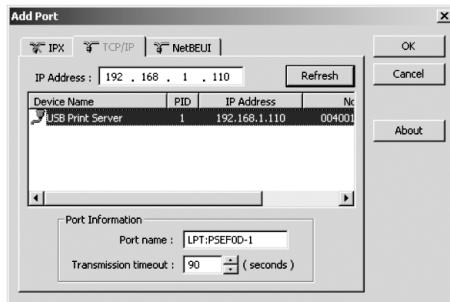 Add Port
IPX TCP/IP NetBEUI
OK
Cancel
About
IP Address : 192 . 168 . 1 . 110 Refresh
Device Name PID IP Address
USB Print Server 1 192.168.1.110 004001
Port Information
Port name : LPT:PSEF0D-1
Transmission timeout : 90 ( seconds )